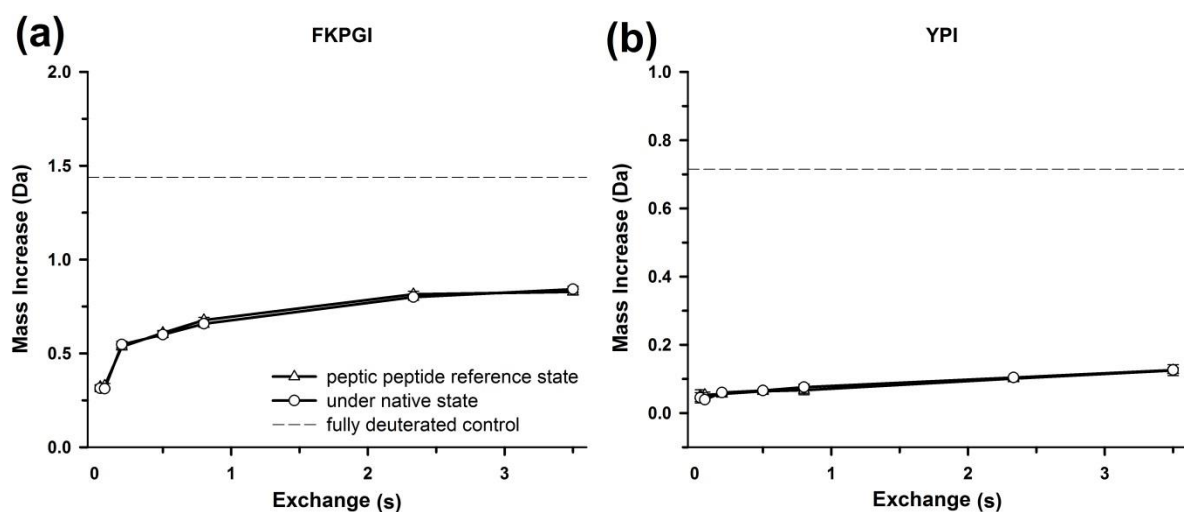 (a)
FKPGI
Mass Increase (Da)
2.0
1.5
1.0
0.5
0.0
peptic peptide reference state
under native state
fully deuterated control
0 1 2 3
Exchange (s)
(b)
YPI
Mass Increase (Da)
1.0
0.8
0.6
0.4
0.2
0.0
0 1 2 3
Exchange (s)